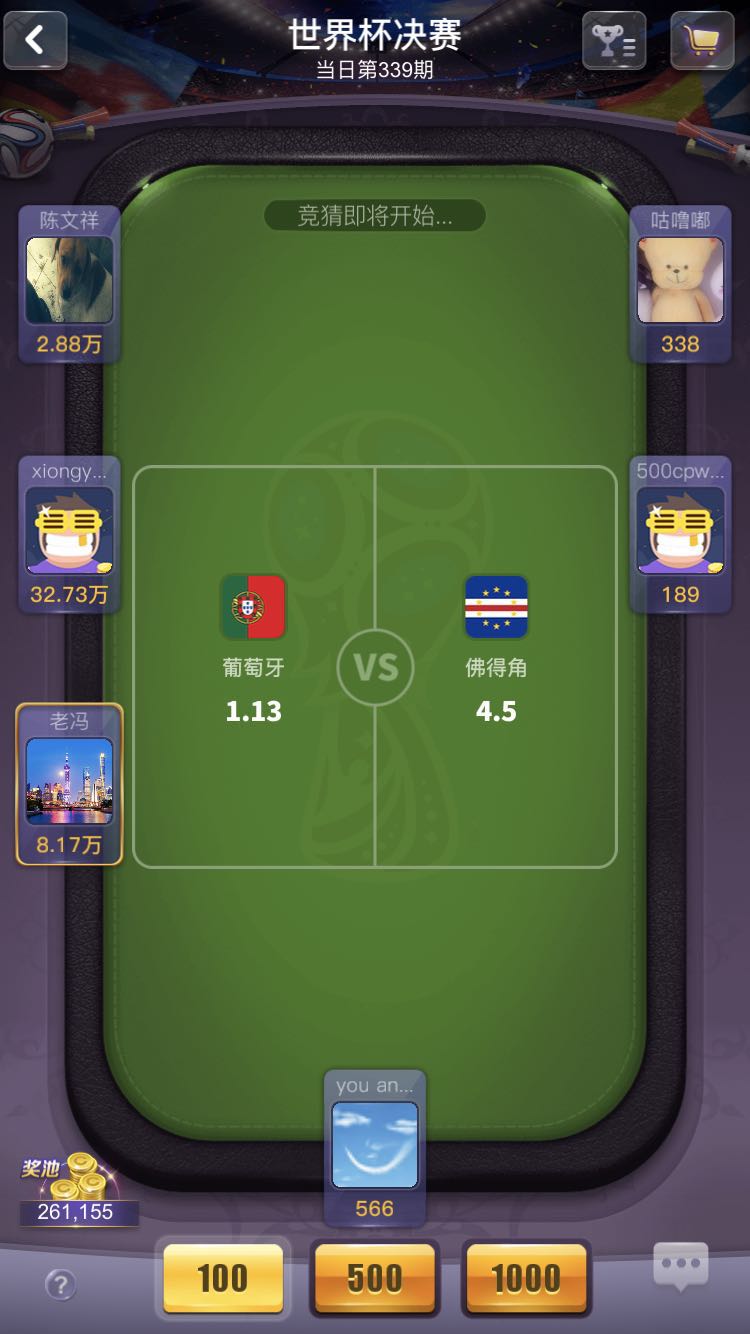 世界杯决赛
当日第339期
竞猜即将开始...
陈文祥
2.88万
咕噜嘟
338
xiongy...
32.73万
500cpw...
189
葡萄牙
1.13
VS
佛得角
4.5
老冯
8.17万
you an...
566
奖池
261,155
?
100
500
1000